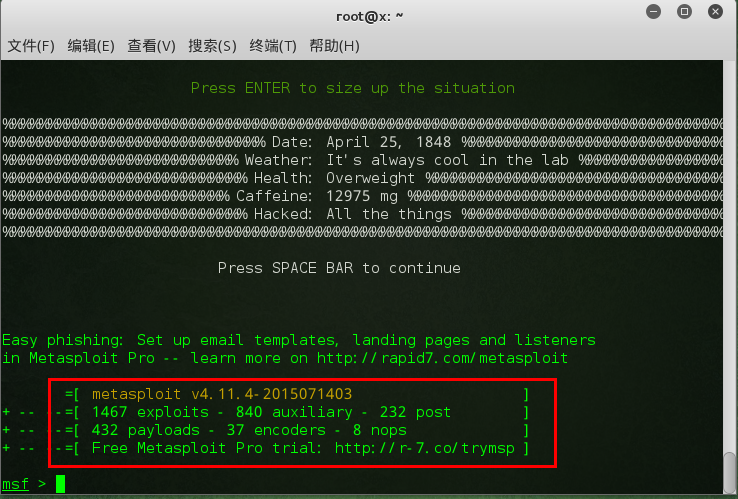 root@x: ~
文件(F) 编辑(E) 查看(V) 搜索(S) 终端(T) 帮助(H)
Press ENTER to size up the situation
%%%%%%%%%%%%%%%%%%%%%%%%%%%%%%%%%%%%%%%%%%%%%%%%%%%%%%%%%%%%%%%%%%%%%%%%%%%%%%%%
%%%%%%%%%%%%%%%%%%%%%%%%%%%%% Date: April 25, 1848 %%%%%%%%%%%%%%%%%%%%%%%%%%%%%
%%%%%%%%%%%%%%%%%%%%%%%%%% Weather: It's always cool in the lab %%%%%%%%%%%%%%%%
%%%%%%%%%%%%%%%%%%%%%%%%%%% Health: Overweight %%%%%%%%%%%%%%%%%%%%%%%%%%%%%%%%%
%%%%%%%%%%%%%%%%%%%%%%%%% Caffeine: 12975 mg %%%%%%%%%%%%%%%%%%%%%%%%%%%%%%%%%%%
%%%%%%%%%%%%%%%%%%%%%%%%%%% Hacked: All the things %%%%%%%%%%%%%%%%%%%%%%%%%%%%%
%%%%%%%%%%%%%%%%%%%%%%%%%%%%%%%%%%%%%%%%%%%%%%%%%%%%%%%%%%%%%%%%%%%%%%%%%%%%%%%%
Press SPACE BAR to continue
Easy phishing: Set up email templates, landing pages and listeners
in Metasploit Pro -- learn more on http://rapid7.com/metasploit
=[ metasploit v4.11.4-2015071403 ]
+ -- --=[ 1467 exploits - 840 auxiliary - 232 post ]
+ -- --=[ 432 payloads - 37 encoders - 8 nops ]
+ -- --=[ Free Metasploit Pro trial: http://r-7.co/trymsp ]
msf >